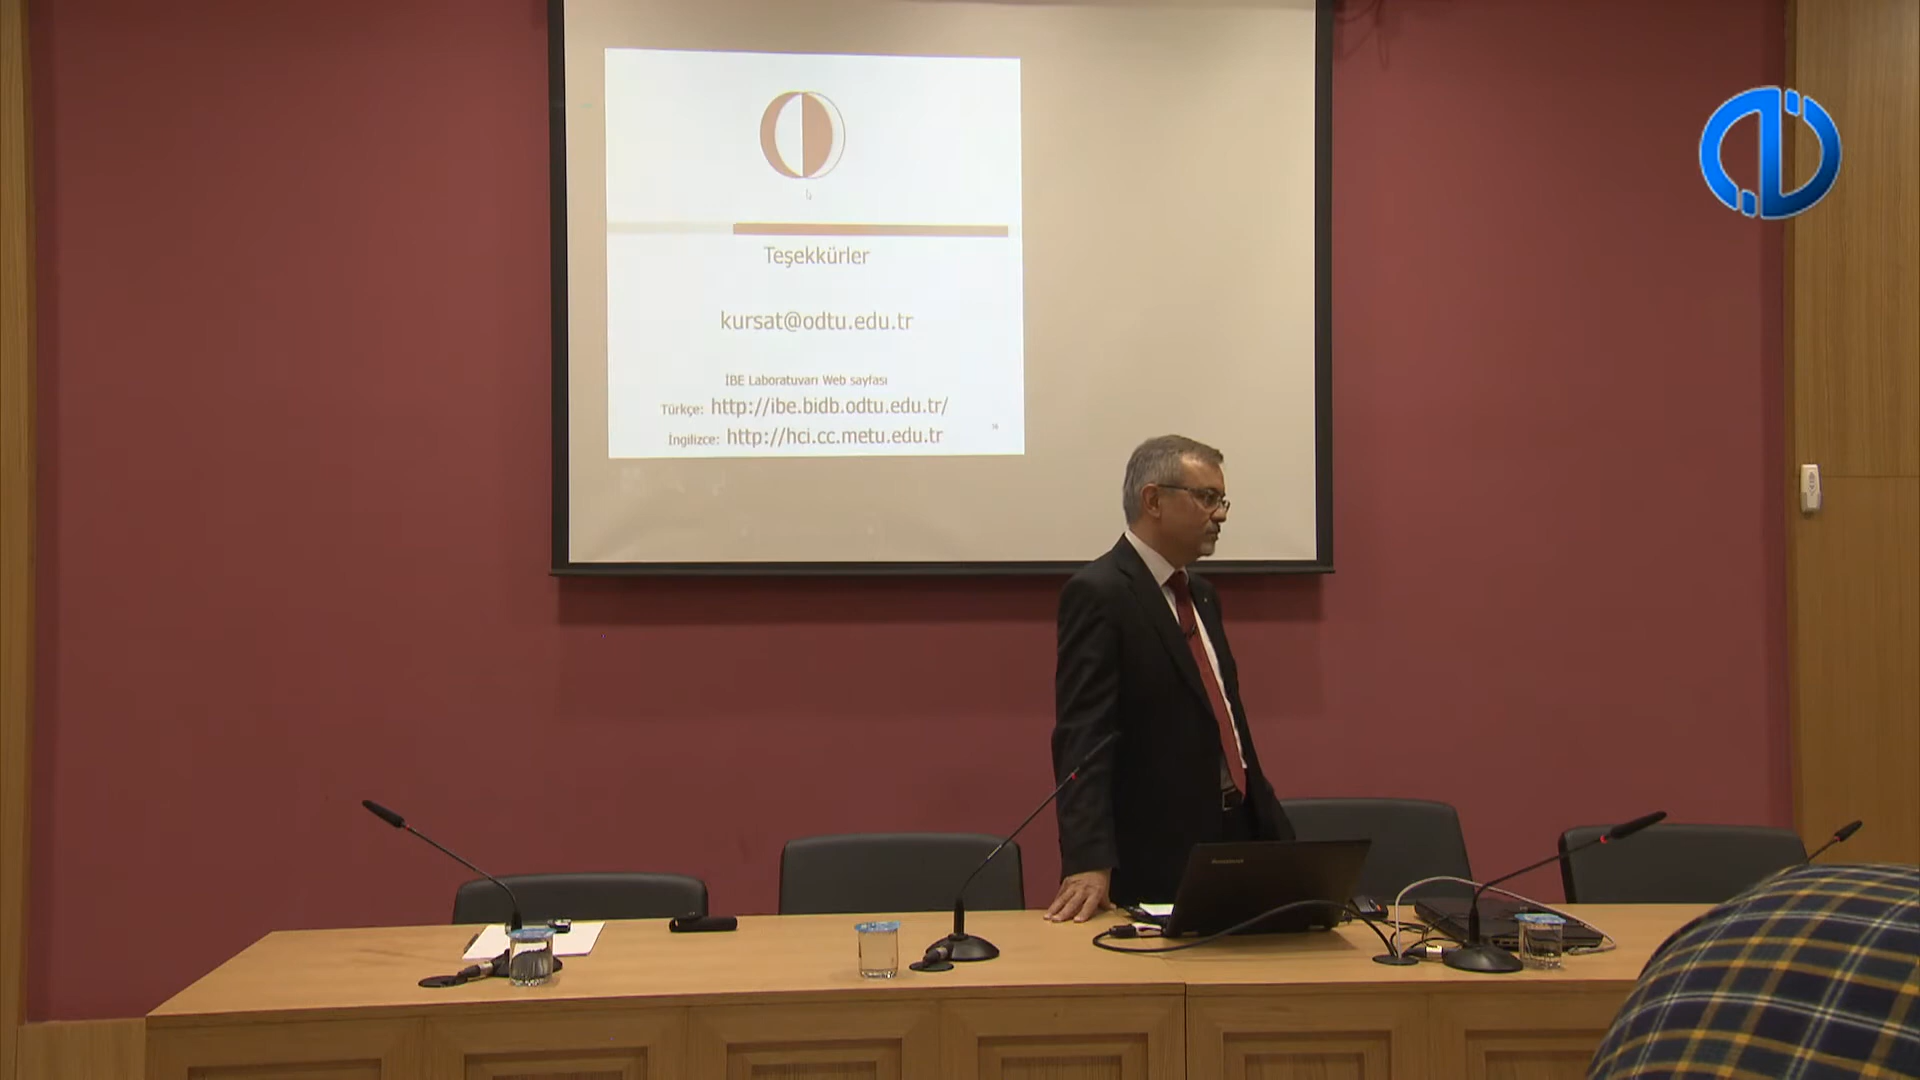 Teşekkürler
kursat@odtu.edu.tr
İBE Laboratuvarı Web sayfası
Türkçe: http://ibe.bidb.odtu.edu.tr/
İngilizce: http://hci.cc.metu.edu.tr